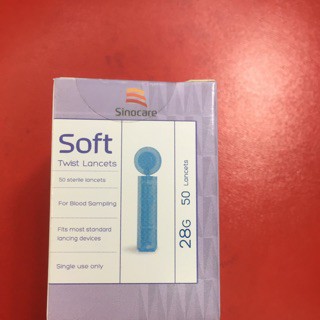 Sinocare
Soft
Twist Lancets
50 sterile lancets
For Blood Sampling
Fits most standard
lancing devices
Single use only
28G 50 Lancets